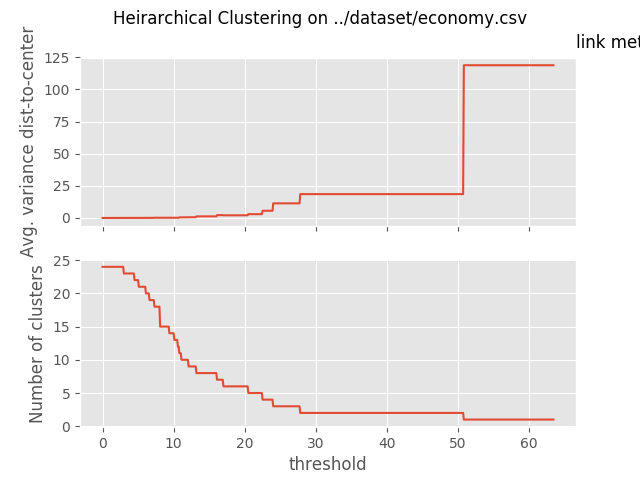 Heirarchical Clustering on ../dataset/economy.csv
link met
Avg. variance dist-to-center
125
100
75
50
25
0
Number of clusters
25
20
15
10
5
0
0 10 20 30 40 50 60
threshold